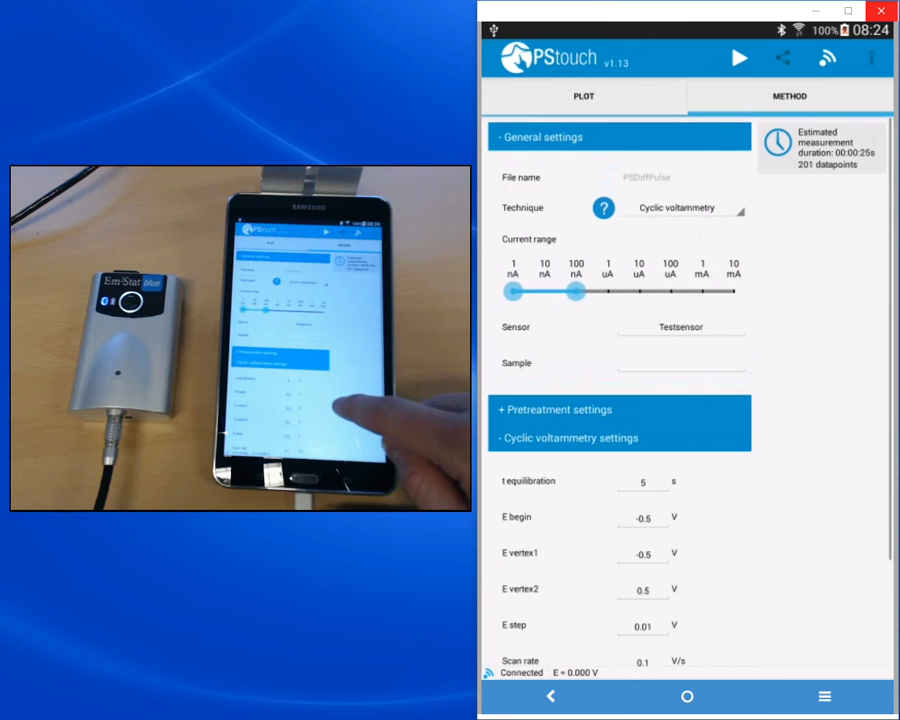 100% 08:24
PStouch v1.13
PLOT
METHOD
- General settings
Estimated
measurement
duration: 00:00:25s
201 datapoints
File name
PSDiffPulse
Technique
?
Cyclic voltammetry
Current range
1 10 100 1 10 100 1 10
nA nA nA uA uA uA mA mA
Sensor
Testsensor
Sample
+ Pretreatment settings
- Cyclic voltammetry settings
t equilibration
5
s
E begin
-0.5
V
E vertex1
-0.5
V
E vertex2
0.5
V
E step
0.01
V
Scan rate
0.1
V/s
Connected E = 0.000 V
SAMSUNG
EmStat blue